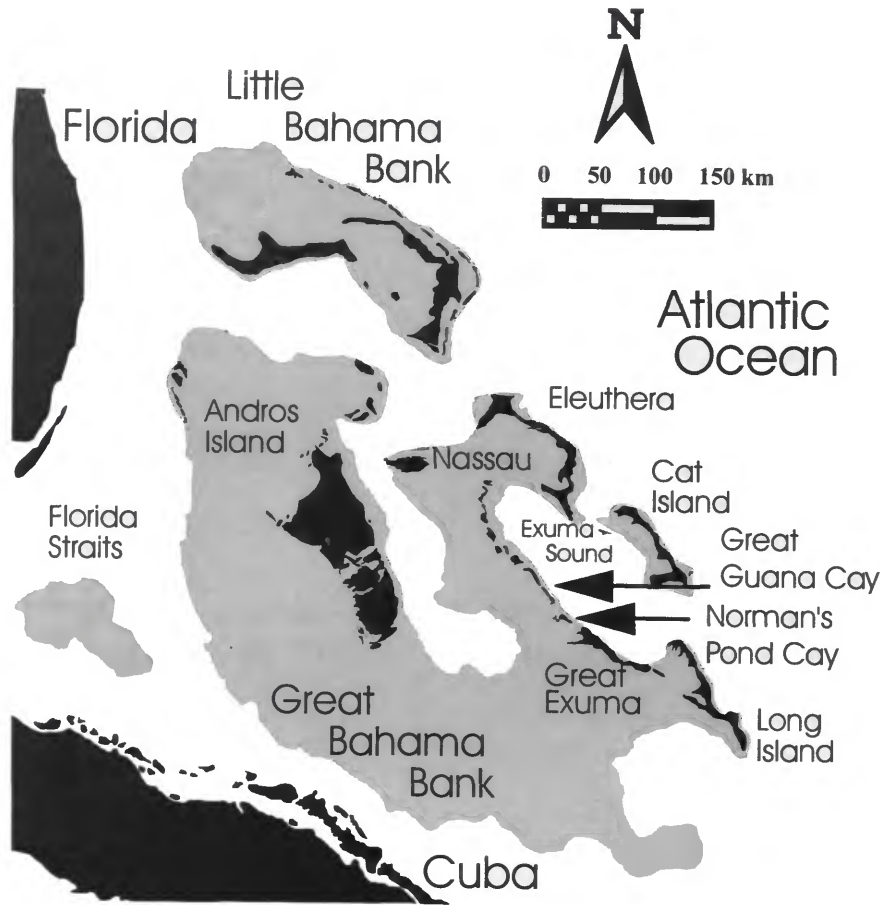 N
0 50 100 150 km
Little
Bahama
Bank
Florida
Atlantic
Ocean
Andros
Island
Eleuthera
Nassau
Cat
Island
Florida
Straits
Exuma
Sound
Great
Guana Cay
Norman's
Pond Cay
Great
Exuma
Great
Bahama
Bank
Long
Island
Cuba